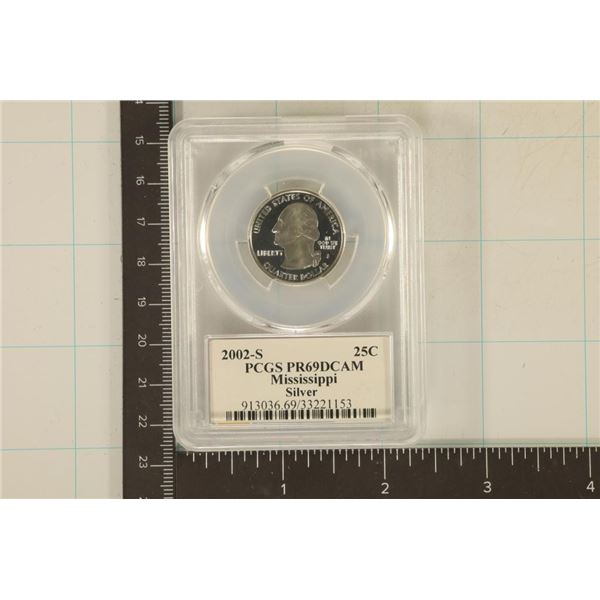 UNITED STATES OF AMERICA
LIBERTY
IN
GOD WE
TRUST
QUARTER DOLLAR
2002-S 25C
PCGS PR69DCAM
Mississippi
Silver
913036.69/33221153
14
15
16
17
18
19
20
21
22
23
1 2 3 4